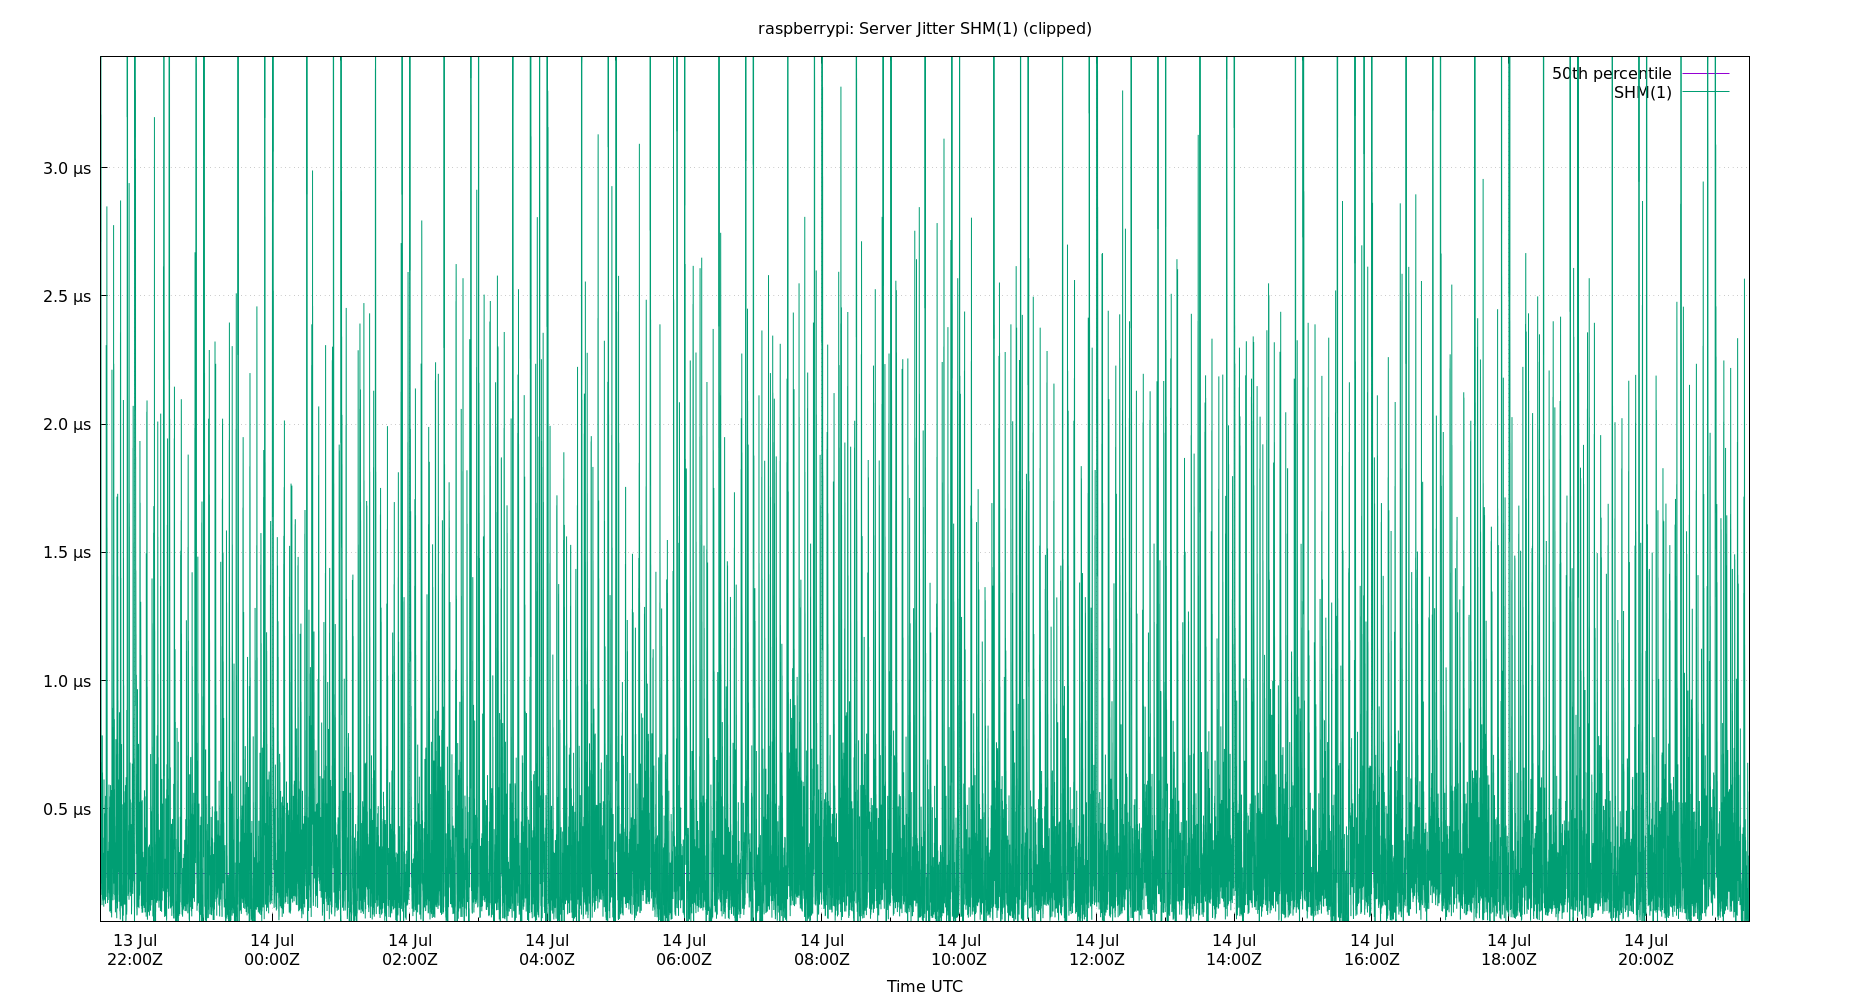 raspberrypi: Server Jitter SHM(1) (clipped)
50th percentile
SHM(1)
3.0 µs
2.5 µs
2.0 µs
1.5 µs
1.0 µs
0.5 µs
13 Jul 14 Jul 14 Jul 14 Jul 14 Jul 14 Jul 14 Jul 14 Jul 14 Jul 14 Jul 14 Jul 14 Jul
22:00Z 00:00Z 02:00Z 04:00Z 06:00Z 08:00Z 10:00Z 12:00Z 14:00Z 16:00Z 18:00Z 20:00Z
Time UTC